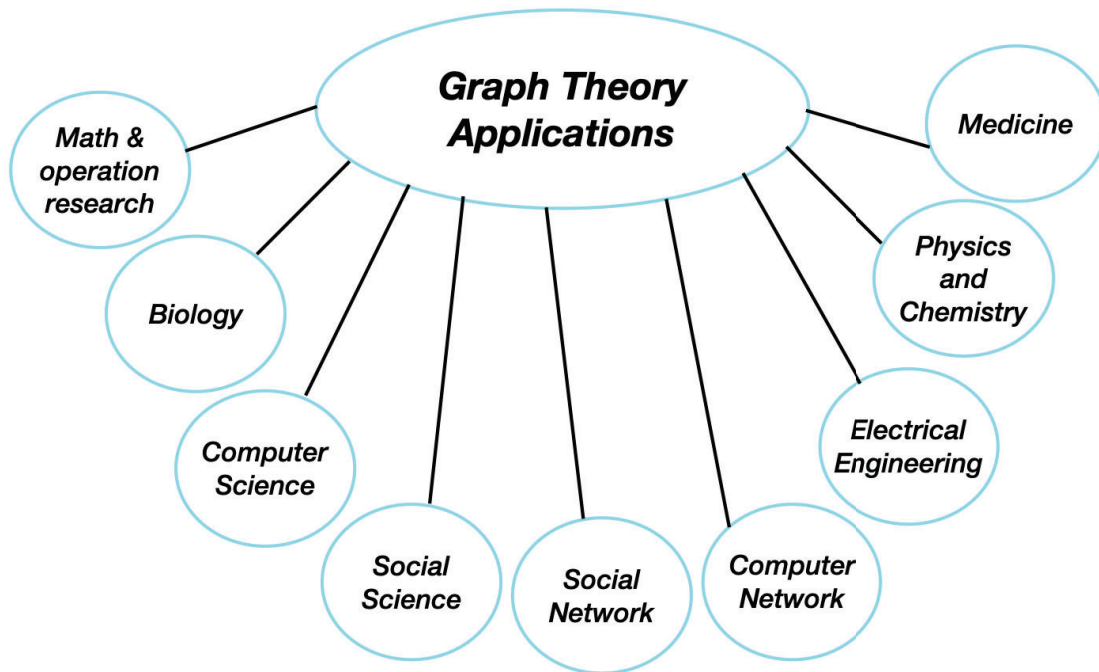 Graph Theory
Applications
Math &
operation
research
Biology
Computer
Science
Social
Science
Social
Network
Computer
Network
Electrical
Engineering
Physics
and
Chemistry
Medicine